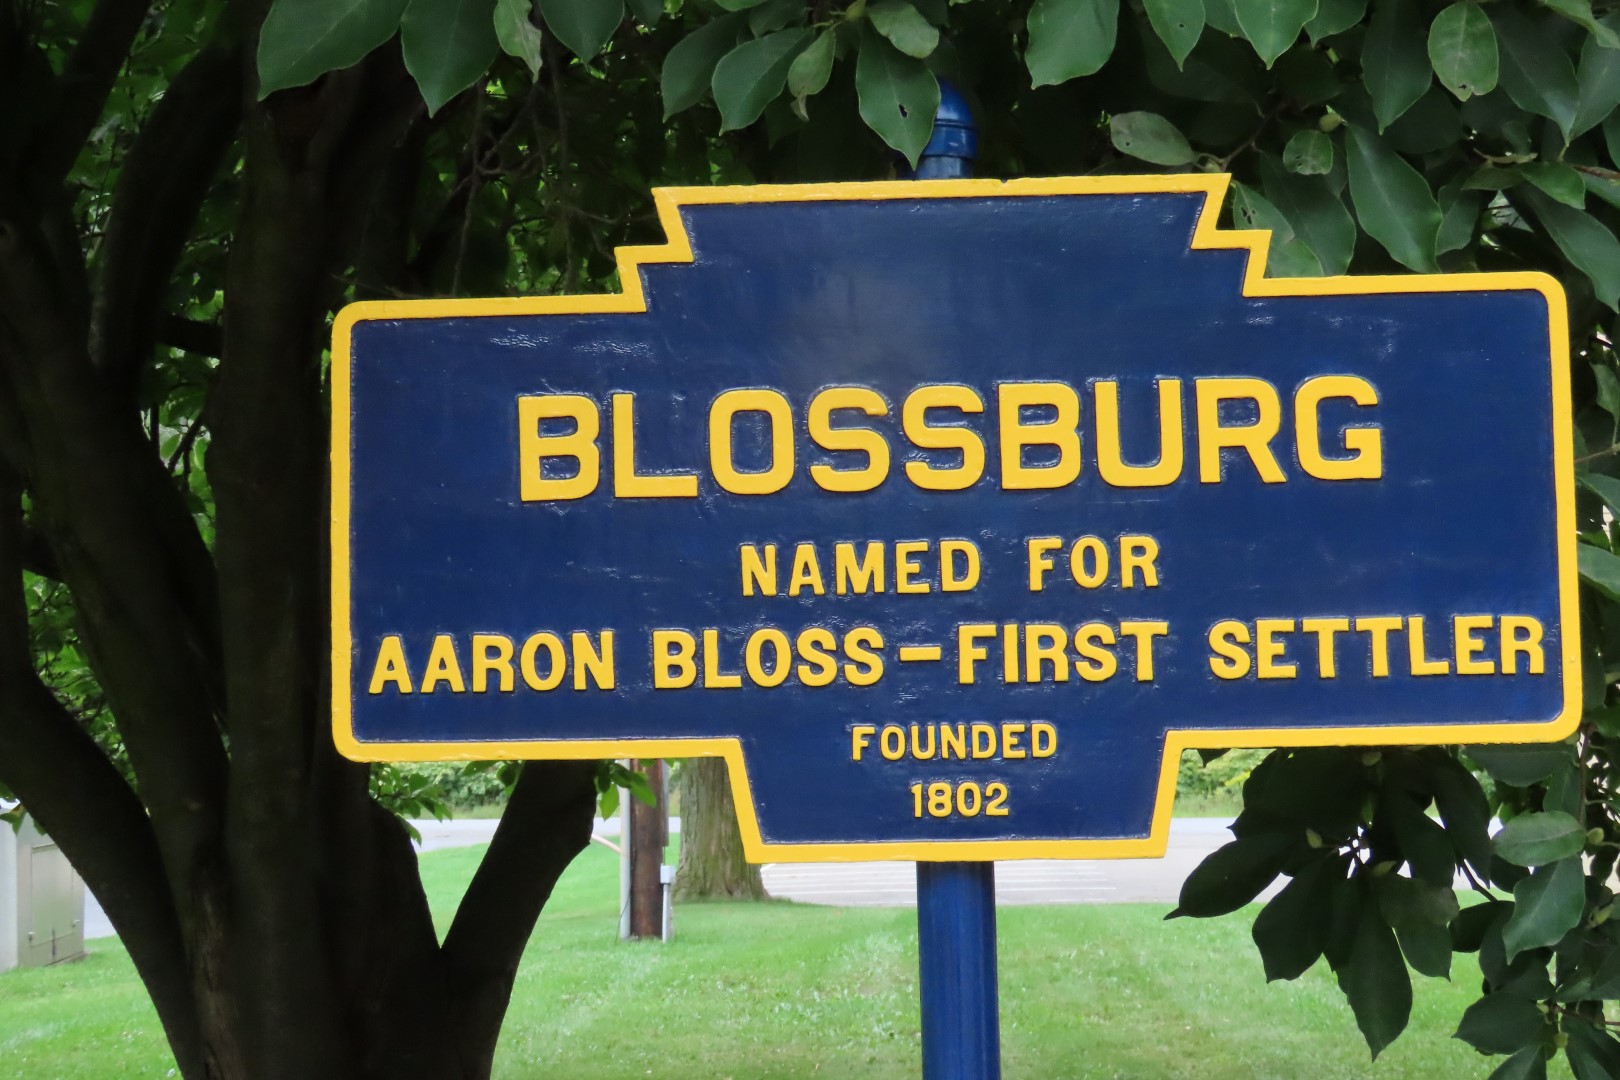 BLOSSBURG
NAMED FOR
AARON BLOSS-FIRST SETTLER
FOUNDED
1802